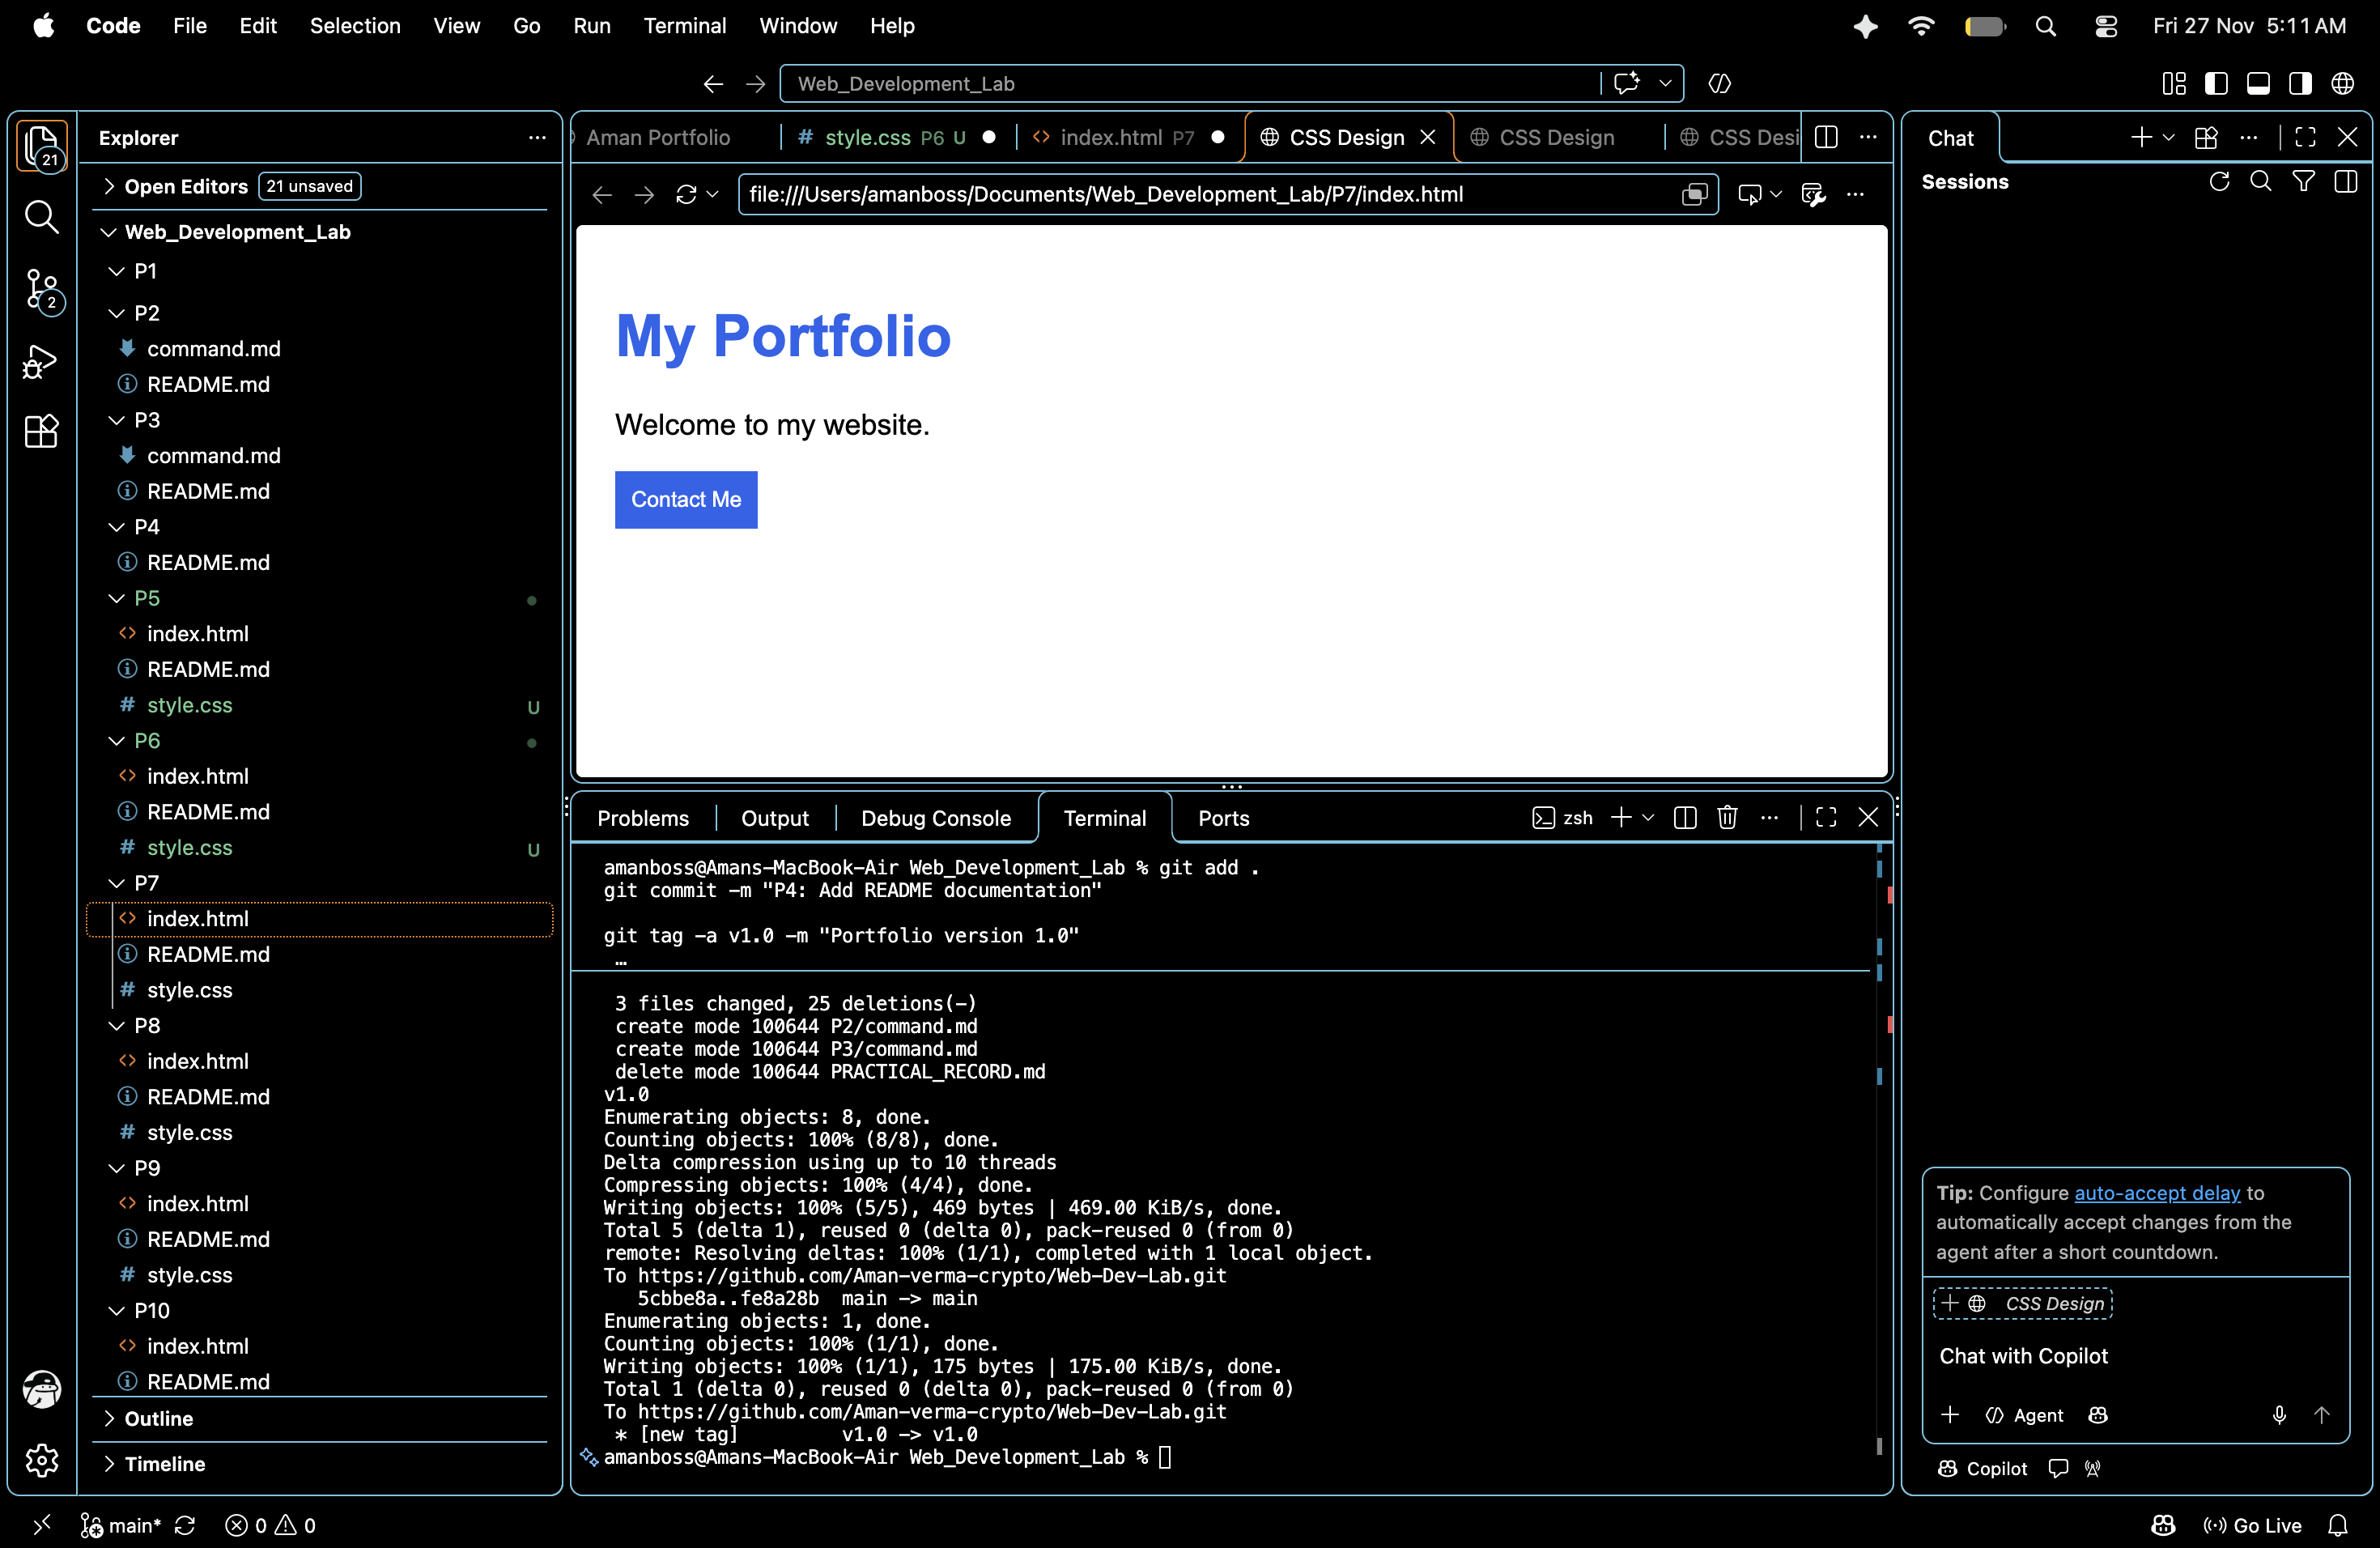 Code File Edit Selection View Go Run Terminal Window Help Fri 27 Nov 5:11 AM
Web_Development_Lab
21
Explorer
Open Editors 21 unsaved
Web_Development_Lab
P1
2
P2
command.md
README.md
P3
command.md
README.md
P4
README.md
P5
index.html
README.md
style.css U
P6
index.html
README.md
style.css U
P7
index.html
README.md
style.css
P8
index.html
README.md
style.css
P9
index.html
README.md
style.css
P10
index.html
README.md
Outline
Timeline
Aman Portfolio style.css P6 U index.html P7 CSS Design CSS Design CSS Desi
file:///Users/amanboss/Documents/Web_Development_Lab/P7/index.html
My Portfolio
Welcome to my website.
Contact Me
Problems Output Debug Console Terminal Ports zsh
amanboss@Amans-MacBook-Air Web_Development_Lab % git add .
git commit -m "P4: Add README documentation"
git tag -a v1.0 -m "Portfolio version 1.0"
…
3 files changed, 25 deletions(-)
create mode 100644 P2/command.md
create mode 100644 P3/command.md
delete mode 100644 PRACTICAL_RECORD.md
v1.0
Enumerating objects: 8, done.
Counting objects: 100% (8/8), done.
Delta compression using up to 10 threads
Compressing objects: 100% (4/4), done.
Writing objects: 100% (5/5), 469 bytes | 469.00 KiB/s, done.
Total 5 (delta 1), reused 0 (delta 0), pack-reused 0 (from 0)
remote: Resolving deltas: 100% (1/1), completed with 1 local object.
To https://github.com/Aman-verma-crypto/Web-Dev-Lab.git
5cbbe8a..fe8a28b main -> main
Enumerating objects: 1, done.
Counting objects: 100% (1/1), done.
Writing objects: 100% (1/1), 175 bytes | 175.00 KiB/s, done.
Total 1 (delta 0), reused 0 (delta 0), pack-reused 0 (from 0)
To https://github.com/Aman-verma-crypto/Web-Dev-Lab.git
* [new tag] v1.0 -> v1.0
amanboss@Amans-MacBook-Air Web_Development_Lab %
Chat
Sessions
Tip: Configure auto-accept delay to
automatically accept changes from the
agent after a short countdown.
CSS Design
Chat with Copilot
Agent
Copilot
main* 0 0 Go Live